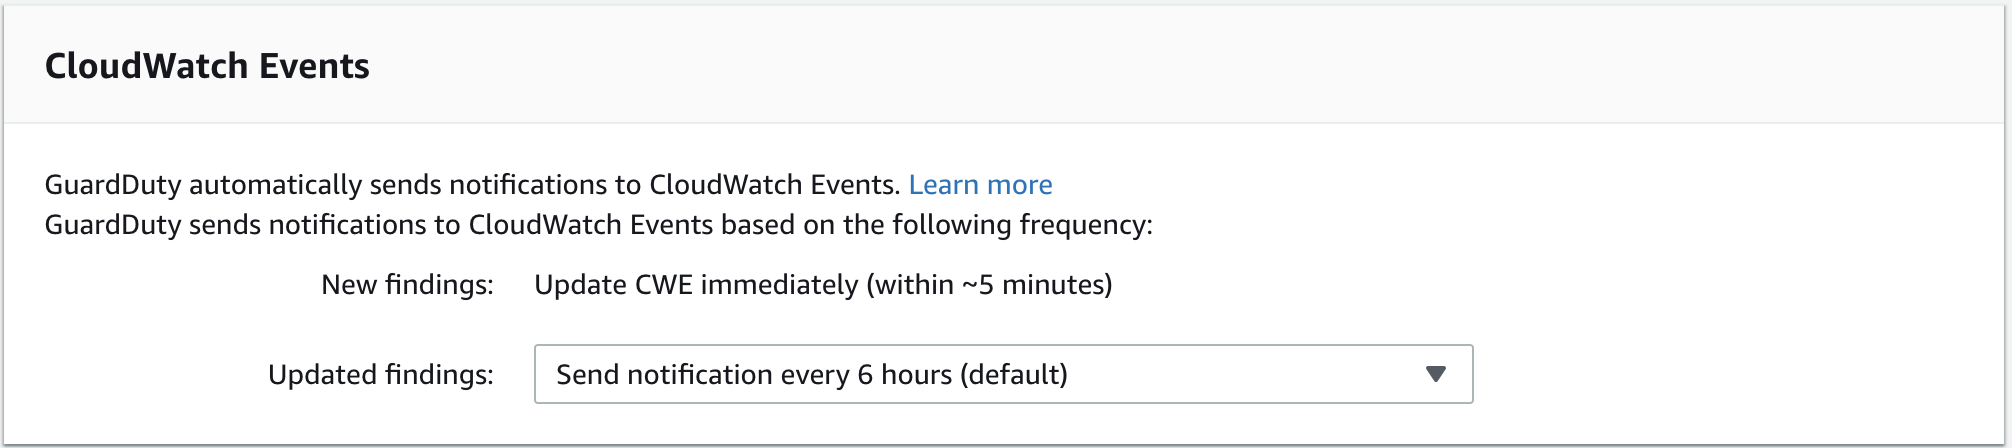 CloudWatch Events
GuardDuty automatically sends notifications to CloudWatch Events. Learn more
GuardDuty sends notifications to CloudWatch Events based on the following frequency:
New findings: Update CWE immediately (within ~5 minutes)
Updated findings: Send notification every 6 hours (default)